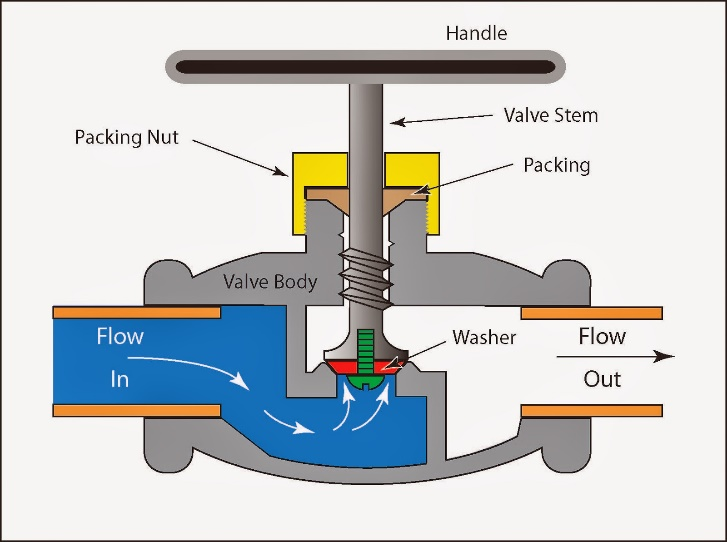 Handle
Valve Stem
Packing Nut
Packing
Valve Body
Flow
In
Washer
Flow
Out